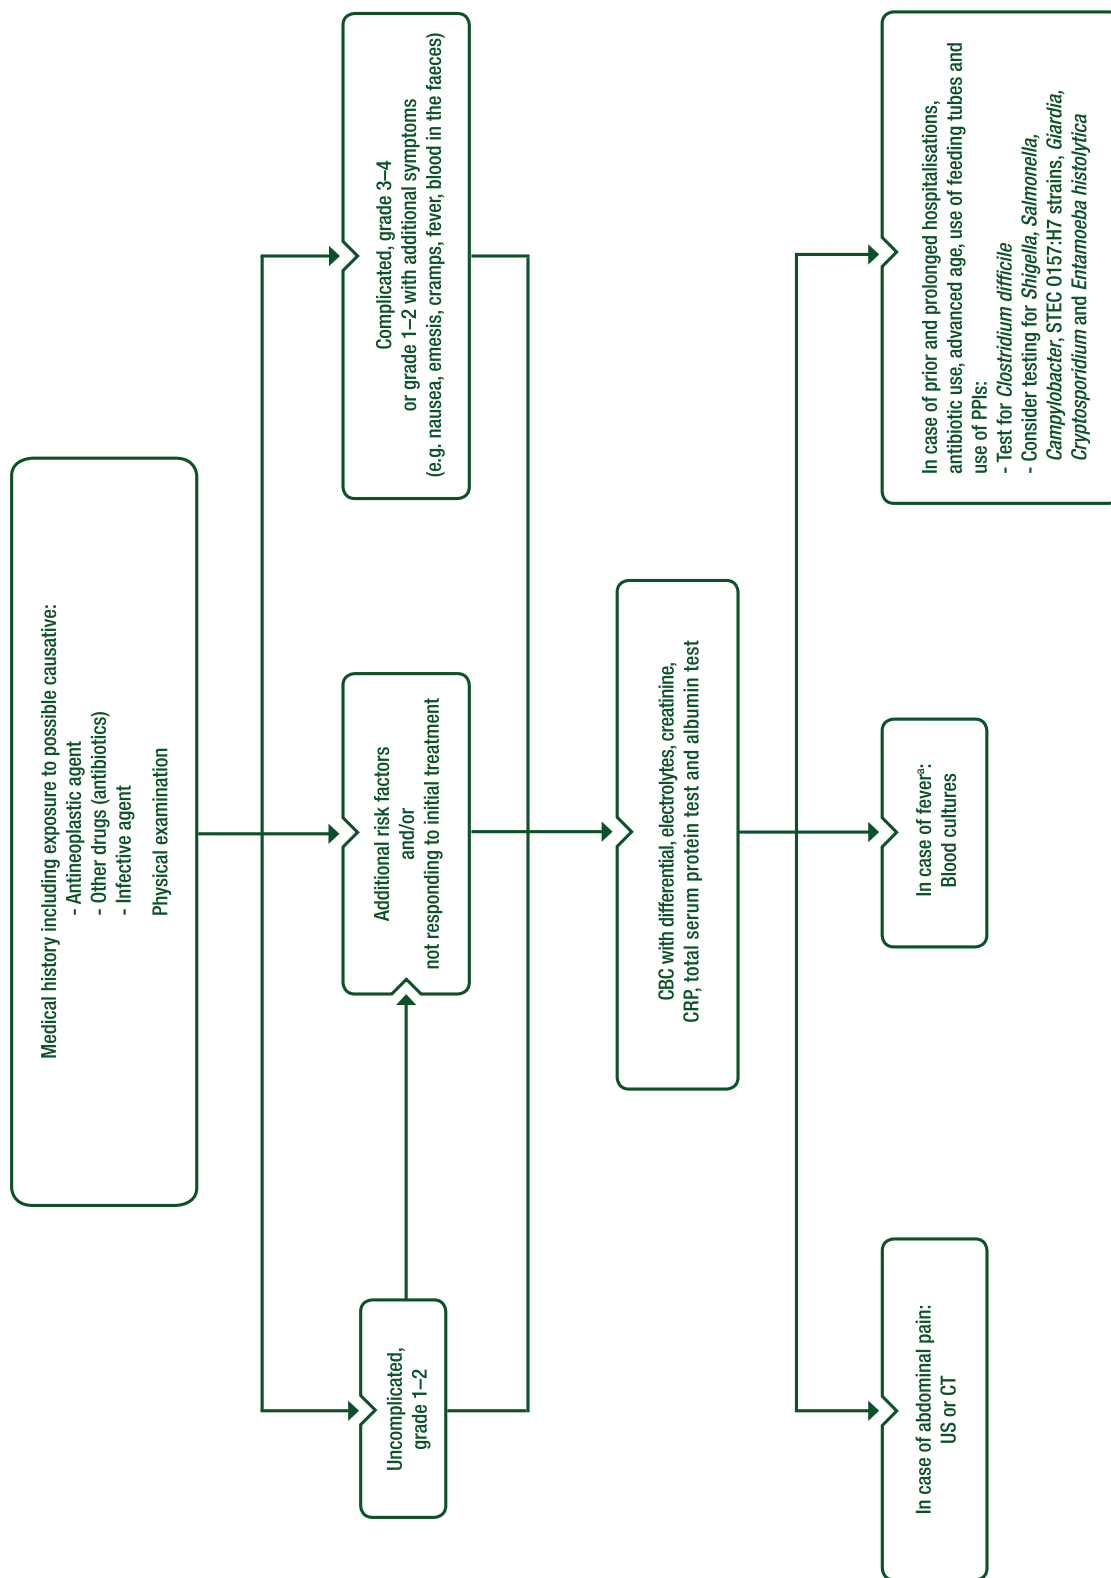 Medical history including exposure to possible causative:
- Antineoplastic agent
- Other drugs (antibiotics)
- Infective agent
Physical examination
Uncomplicated,
grade 1–2
Additional risk factors
and/or
not responding to initial treatment
Complicated, grade 3–4
or grade 1–2 with additional symptoms
(e.g. nausea, emesis, cramps, fever, blood in the faeces)
CBC with differential, electrolytes, creatinine,
CRP, total serum protein test and albumin test
In case of abdominal pain:
US or CT
In case of feverᵃ:
Blood cultures
In case of prior and prolonged hospitalisations,
antibiotic use, advanced age, use of feeding tubes and
use of PPIs:
- Test for Clostridium difficile
- Consider testing for Shigella, Salmonella,
Campylobacter, STEC O157:H7 strains, Giardia,
Cryptosporidium and Entamoeba histolytica